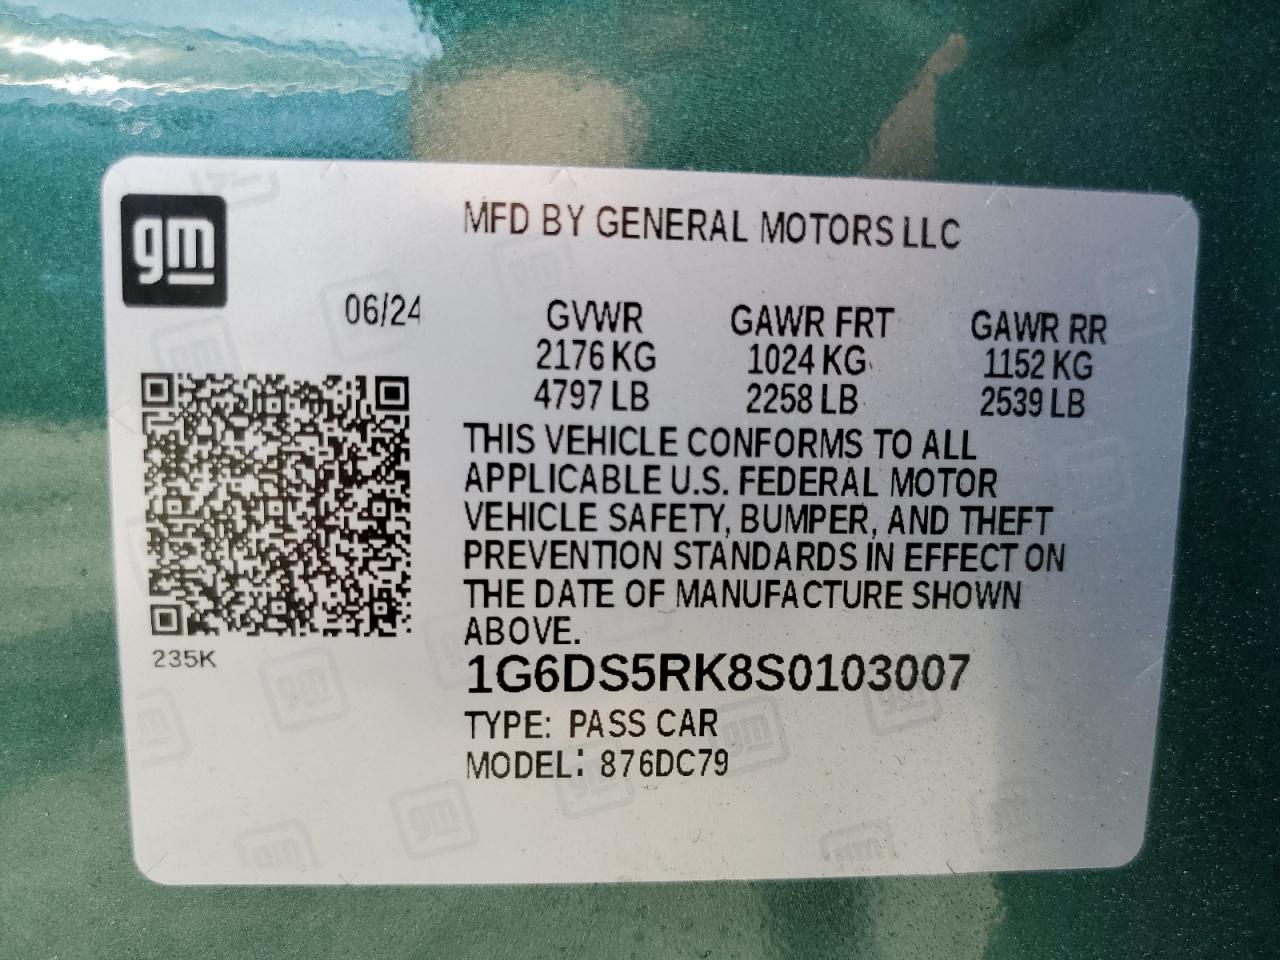 gm
MFD BY GENERAL MOTORS LLC
06/24
GVWR GAWR FRT GAWR RR
2176 KG 1024 KG 1152 KG
4797 LB 2258 LB 2539 LB
THIS VEHICLE CONFORMS TO ALL
APPLICABLE U.S. FEDERAL MOTOR
VEHICLE SAFETY, BUMPER, AND THEFT
PREVENTION STANDARDS IN EFFECT ON
THE DATE OF MANUFACTURE SHOWN
ABOVE.
235K
1G6DS5RK8S0103007
TYPE: PASS CAR
MODEL: 876DC79